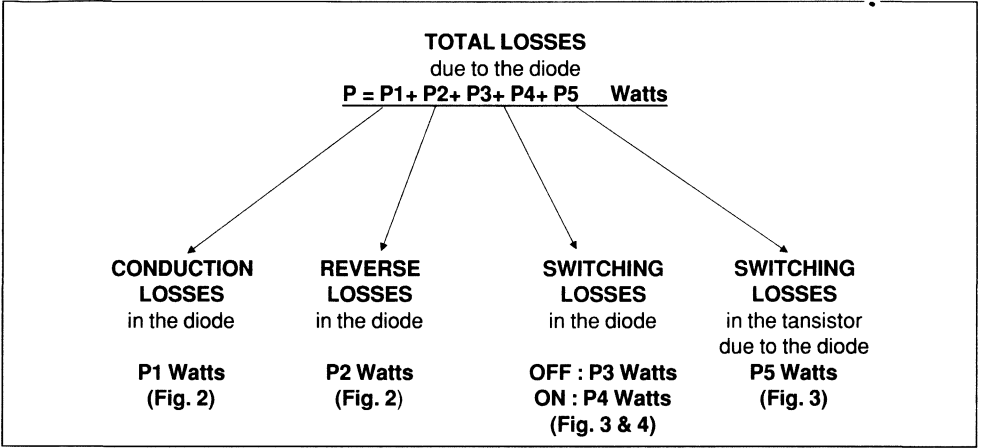 TOTAL LOSSES
due to the diode
P = P1+ P2+ P3+ P4+ P5 Watts
CONDUCTION
LOSSES
in the diode
P1 Watts
(Fig. 2)
REVERSE
LOSSES
in the diode
P2 Watts
(Fig. 2)
SWITCHING
LOSSES
in the diode
OFF : P3 Watts
ON : P4 Watts
(Fig. 3 & 4)
SWITCHING
LOSSES
in the tansistor
due to the diode
P5 Watts
(Fig. 3)